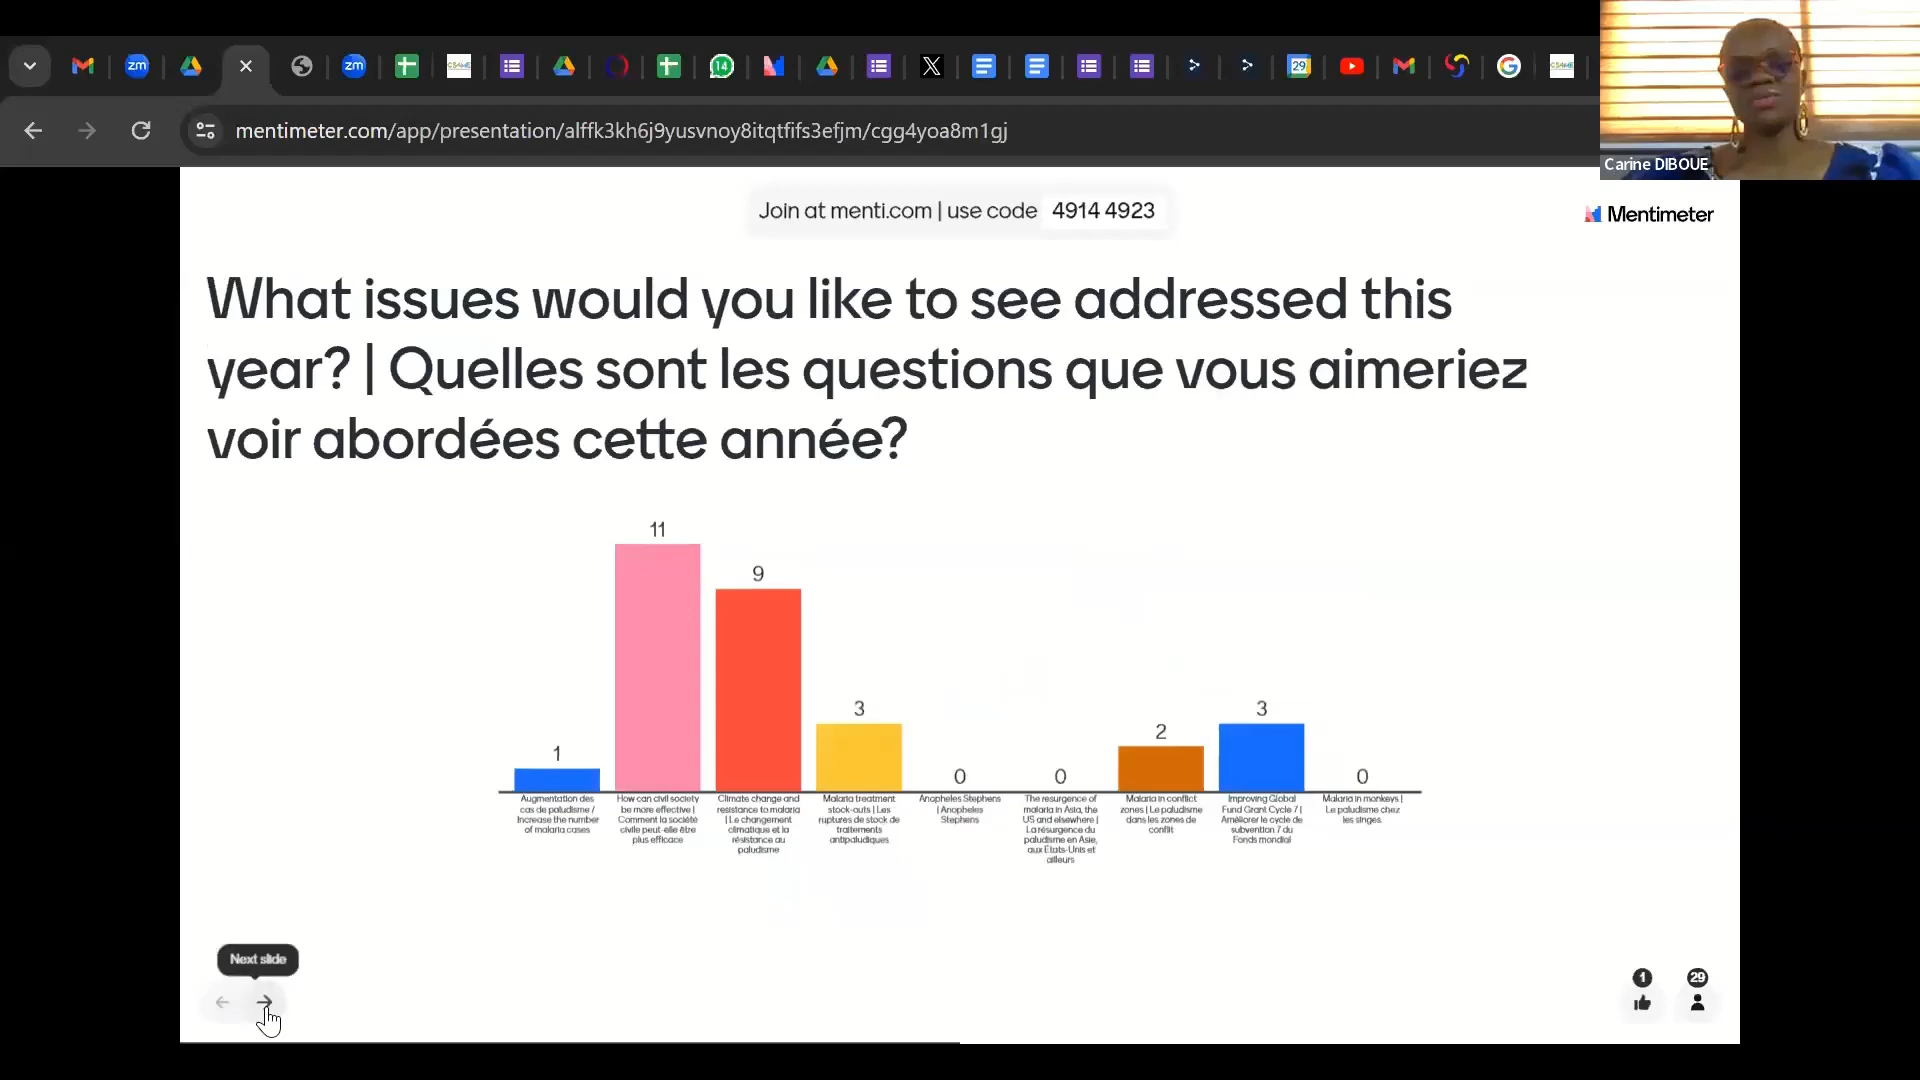 zm
zm
CS4ME
14
29
CS4ME
mentimeter.com/app/presentation/alffk3kh6j9yusvnoy8itqtfifs3efjm/cgg4yoa8m1gj
Carine DIBOUE
Join at menti.com | use code 4914 4923
Mentimeter
What issues would you like to see addressed this
year? | Quelles sont les questions que vous aimeriez
voir abordées cette année?
1
11
9
3
0
0
2
3
0
Augmentation des
cas de paludisme /
Increase the number
of malaria cases
How can civil society
be more effective |
Comment la société
civile peut-elle être
plus efficace
Climate change and
resistance to malaria
| Le changement
climatique et la
résistance au
paludisme
Malaria treatment
stock-outs | Les
ruptures de stock de
traitements
antipaludiques
Anopheles Stephens
| Anopheles
Stephens
The resurgence of
malaria in Asia, the
US and elsewhere |
La résurgence du
paludisme en Asie,
aux États-Unis et
ailleurs
Malaria in conflict
zones | Le paludisme
dans les zones de
conflit
Improving Global
Fund Grant Cycle 7 |
Améliorer le cycle de
subvention 7 du
Fonds mondial
Malaria in monkeys |
Le paludisme chez
les singes.
Next slide
1
29